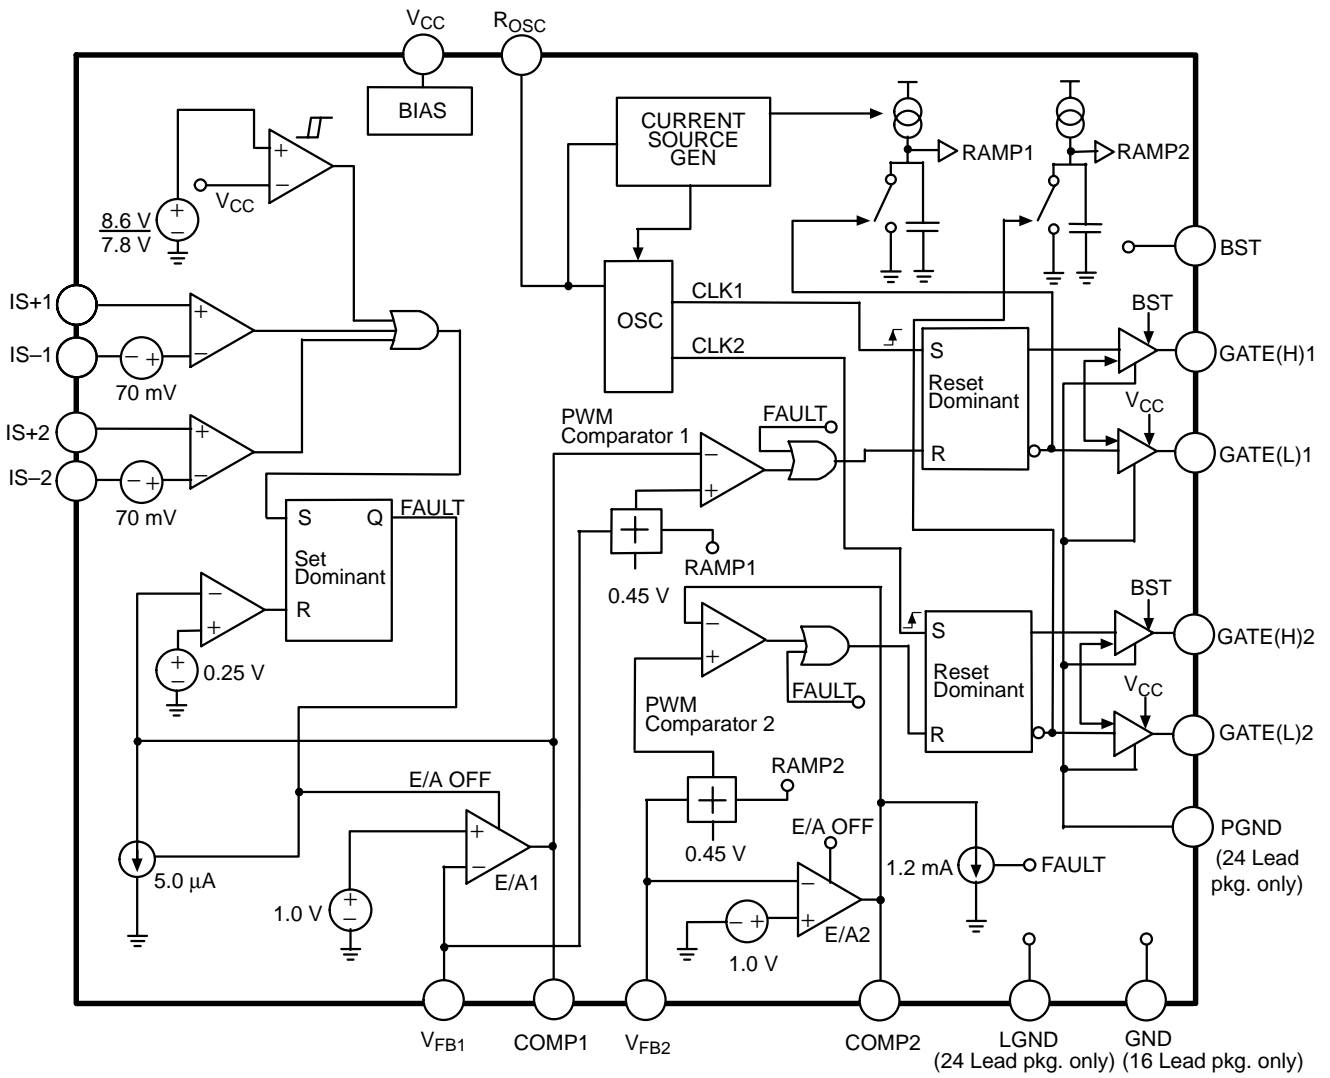 VCC
ROSC
BIAS
CURRENT
SOURCE
GEN
RAMP1
RAMP2
+
−
VCC
8.6 V
7.8 V
+
−
BST
IS+1
IS–1
− +
70 mV
+
−
IS+2
IS–2
− +
70 mV
+
−
OSC
CLK1
CLK2
S
Reset
Dominant
R
BST
GATE(H)1
VCC
GATE(L)1
PWM
Comparator 1
FAULT
−
+
+
RAMP1
0.45 V
S
Q
FAULT
Set
Dominant
R
−
+
+
−
0.25 V
−
+
PWM
Comparator 2
FAULT
S
Reset
Dominant
R
BST
GATE(H)2
VCC
GATE(L)2
RAMP2
+
0.45 V
E/A OFF
+
−
E/A1
5.0 μA
1.0 V
+
−
E/A OFF
−
+
E/A2
− +
1.0 V
1.2 mA
FAULT
PGND
(24 Lead
pkg. only)
VFB1
COMP1
VFB2
COMP2
LGND
(24 Lead pkg. only)
GND
(16 Lead pkg. only)